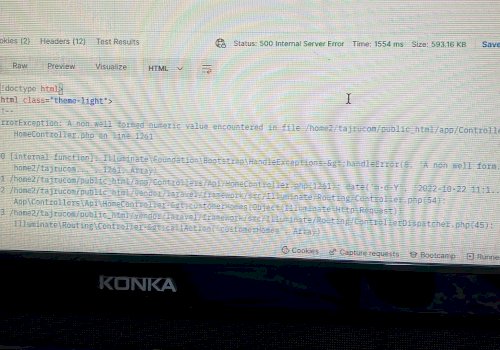 okies (2) Headers (12) Test Results
Status: 500 Internal Server Error Time: 1554 ms Size: 593.16 KB Save
Raw Preview Visualize HTML
!doctype html>
html class="theme-light">
!--
rrorException: A non well formed numeric value encountered in file /home2/tajrucom/public_html/app/Controlle
HomeController.php on line 1261
0 [internal function]: Illuminate\Foundation\Bootstrap\HandleExceptions-&gt;handleError(8, 'A non well form.
home2/tajrucom...', 1261, Array)
1 /home2/tajrucom/public_html/app/Controllers/Api/HomeController.php(1261): date('m-d-Y', '2022-10-22 11:1.
2 /home2/tajrucom/public_html/vendor/laravel/framework/src/Illuminate/Routing/Controller.php(54):
App\Controllers\Api\HomeController-&gt;customerHomes(Object(Illuminate\Http\Request)
3 /home2/tajrucom/public_html/vendor/laravel/framework/src/Illuminate/Routing/ControllerDispatcher.php(45):
Illuminate\Routing\Controller-&gt;callAction('customerHomes', Array)
Cookies Capture requests Bootcamp Runne
KONKA